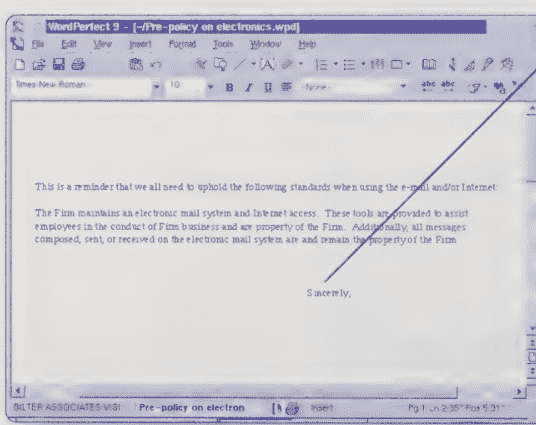 WordPerfect 9 - [~/Pre-policy on electronics.wpd]
File Edit View Insert Format Tools Window Help
Times New Roman 10 B I U <None> abc abc
This is a reminder that we all need to uphold the following standards when using the e-mail and/or Internet:
The Firm maintains an electronic mail system and Internet access. These tools are provided to assist
employees in the conduct of Firm business and are property of the Firm. Additionally, all messages
composed, sent, or received on the electronic mail system are and remain the property of the Firm
Sincerely,
BILTER ASSOCIATES:VISI Pre-policy on electron Insert Pg 1 Ln 2.35" Pos 5.31"